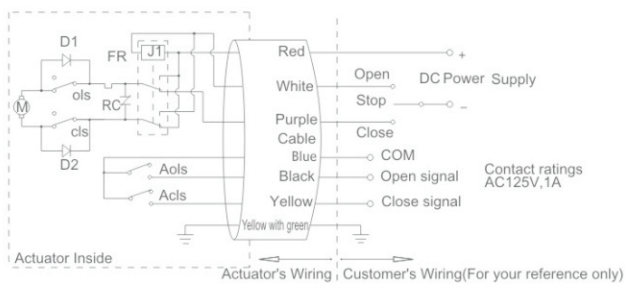 D1
FR
J1
Red
+
White
Open
DC Power Supply
ols
Stop
-
M
RC
Purple
Close
cls
Cable
Blue
COM
D2
Aols
Black
Open signal
Contact ratings
AC125V,1A
Acls
Yellow
Close signal
Yellow with green
Actuator Inside
Actuator's Wiring
Customer's Wiring(For your reference only)